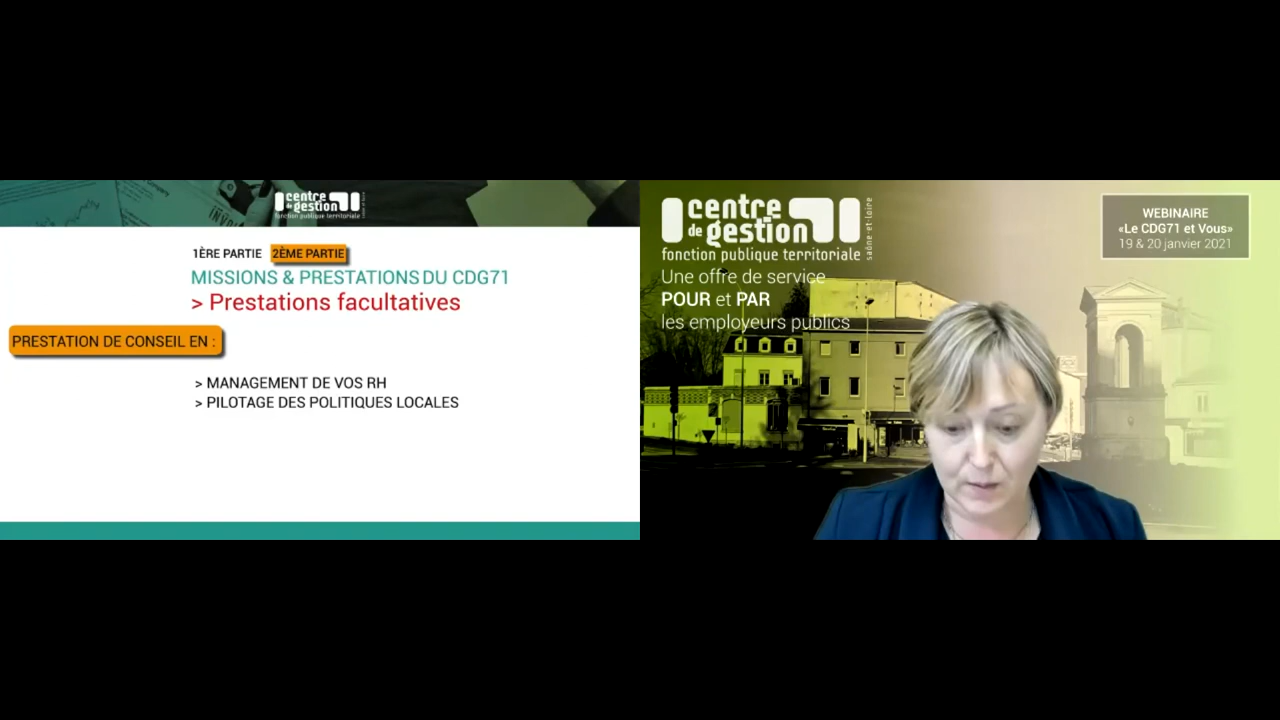 centre
de gestion
fonction publique territoriale
1ÈRE PARTIE 2ÈME PARTIE
MISSIONS & PRESTATIONS DU CDG71
> Prestations facultatives
PRESTATION DE CONSEIL EN :
> MANAGEMENT DE VOS RH
> PILOTAGE DES POLITIQUES LOCALES
centre
de gestion
fonction publique territoriale
saône-et-loire
Une offre de service
POUR et PAR
les employeurs publics
WEBINAIRE
«Le CDG71 et Vous»
19 & 20 janvier 2021